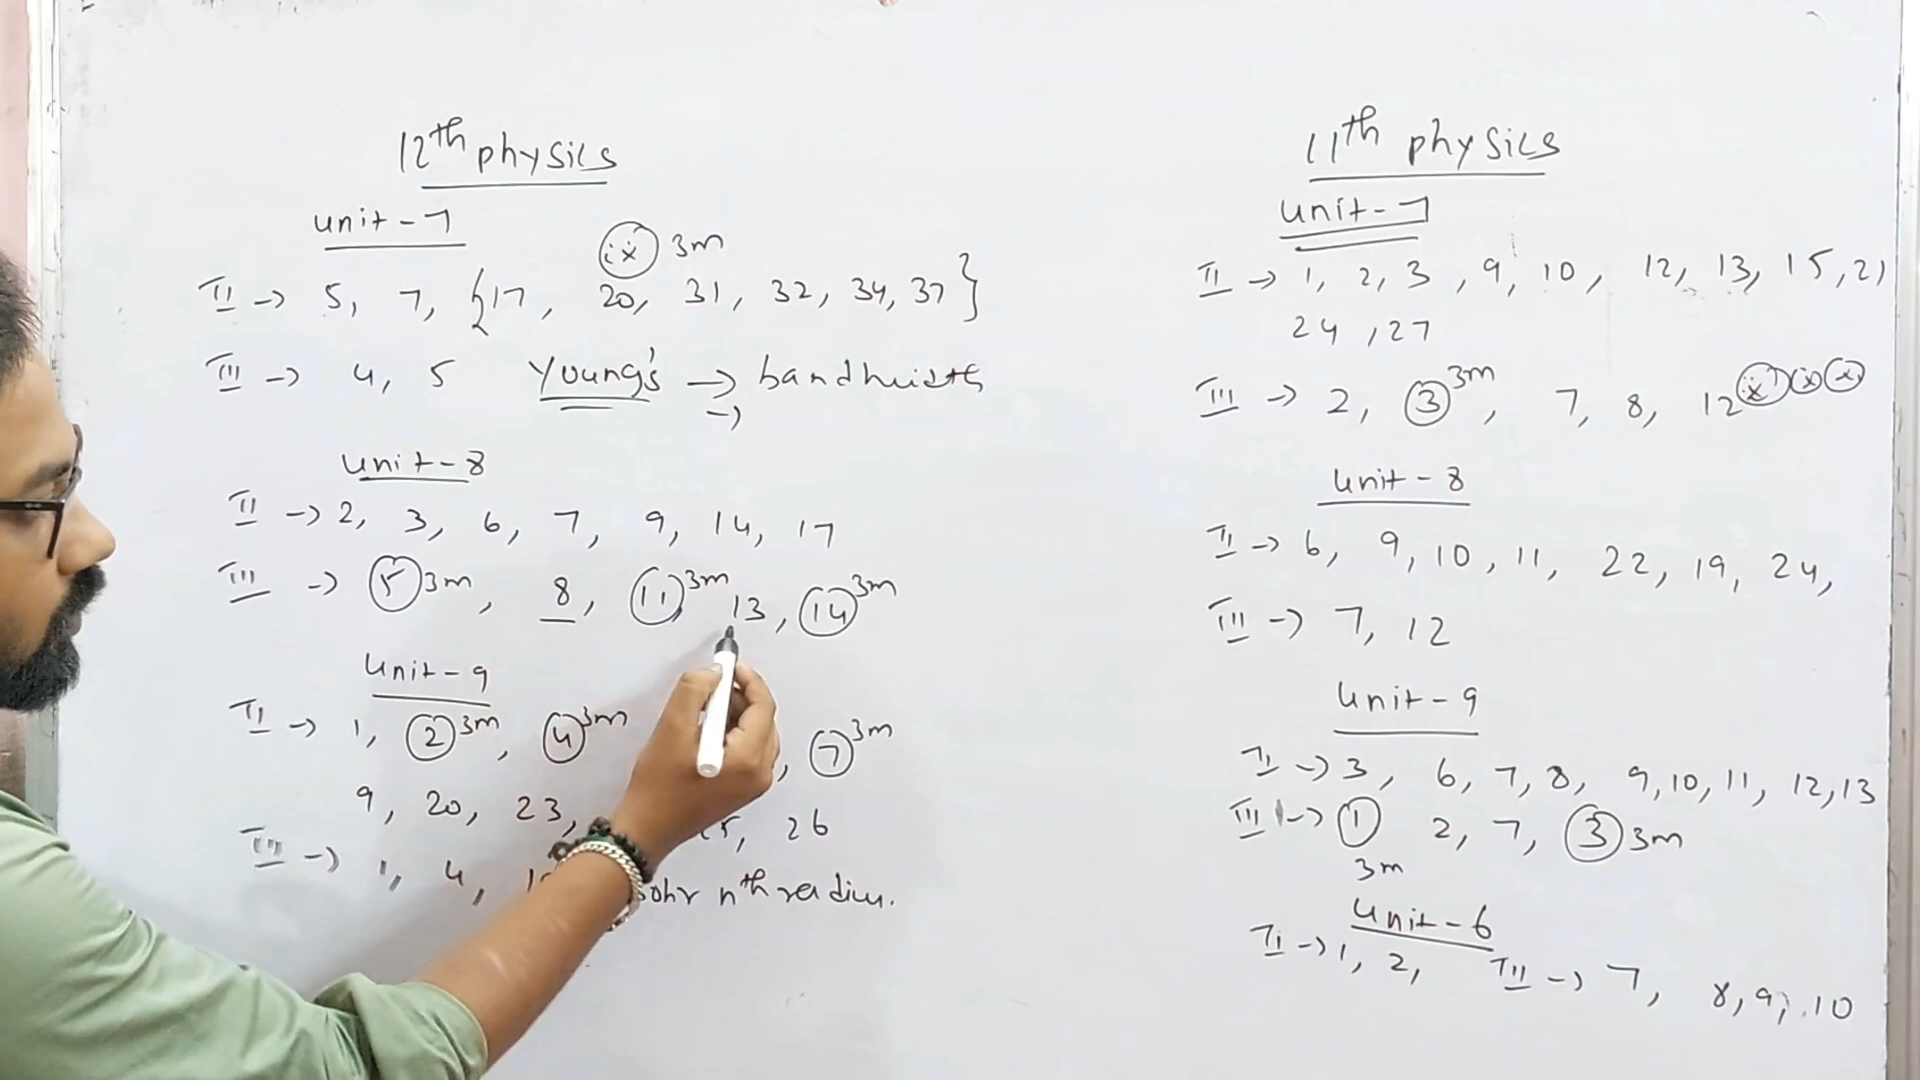 12th physics
unit-7
II → 5, 7, {17, 20, 31, 32, 34, 37}
ix 3m
III → 4, 5 Young's → bandwidth
→
unit-8
II → 2, 3, 6, 7, 9, 14, 17
III → 5 3m, 8, 11 3m, 13, 14 3m
unit-9
II → 1, 2 3m, 4 3m, 7 3m
9, 20, 23, 26
III → 1, 4, nth radius.
11th physics
unit-7
II → 1, 2, 3, 9, 10, 12, 13, 15, 21
24, 27
III → 2, 3 3m, 7, 8, 12
unit-8
II → 6, 9, 10, 11, 22, 19, 24,
III → 7, 12
unit-9
II → 3, 6, 7, 8, 9, 10, 11, 12, 13
III → 1 2, 7, 3 3m
3m
unit-6
II → 1, 2, III → 7, 8, 9, 10